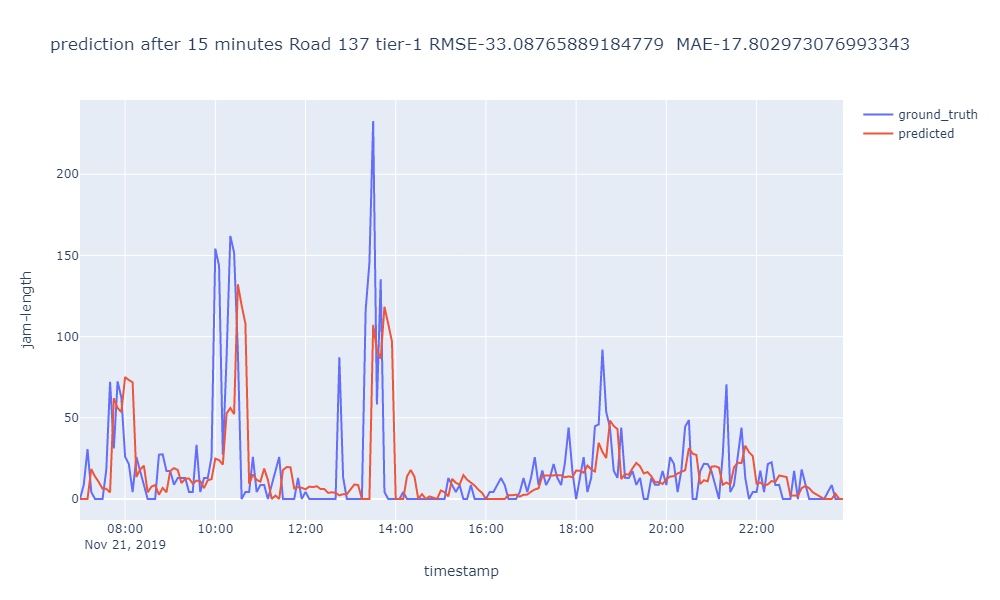 prediction after 15 minutes Road 137 tier-1 RMSE-33.08765889184779  MAE-17.802973076993343
ground_truth
predicted
200
150
100
50
0
jam-length
08:00 10:00 12:00 14:00 16:00 18:00 20:00 22:00
Nov 21, 2019
timestamp